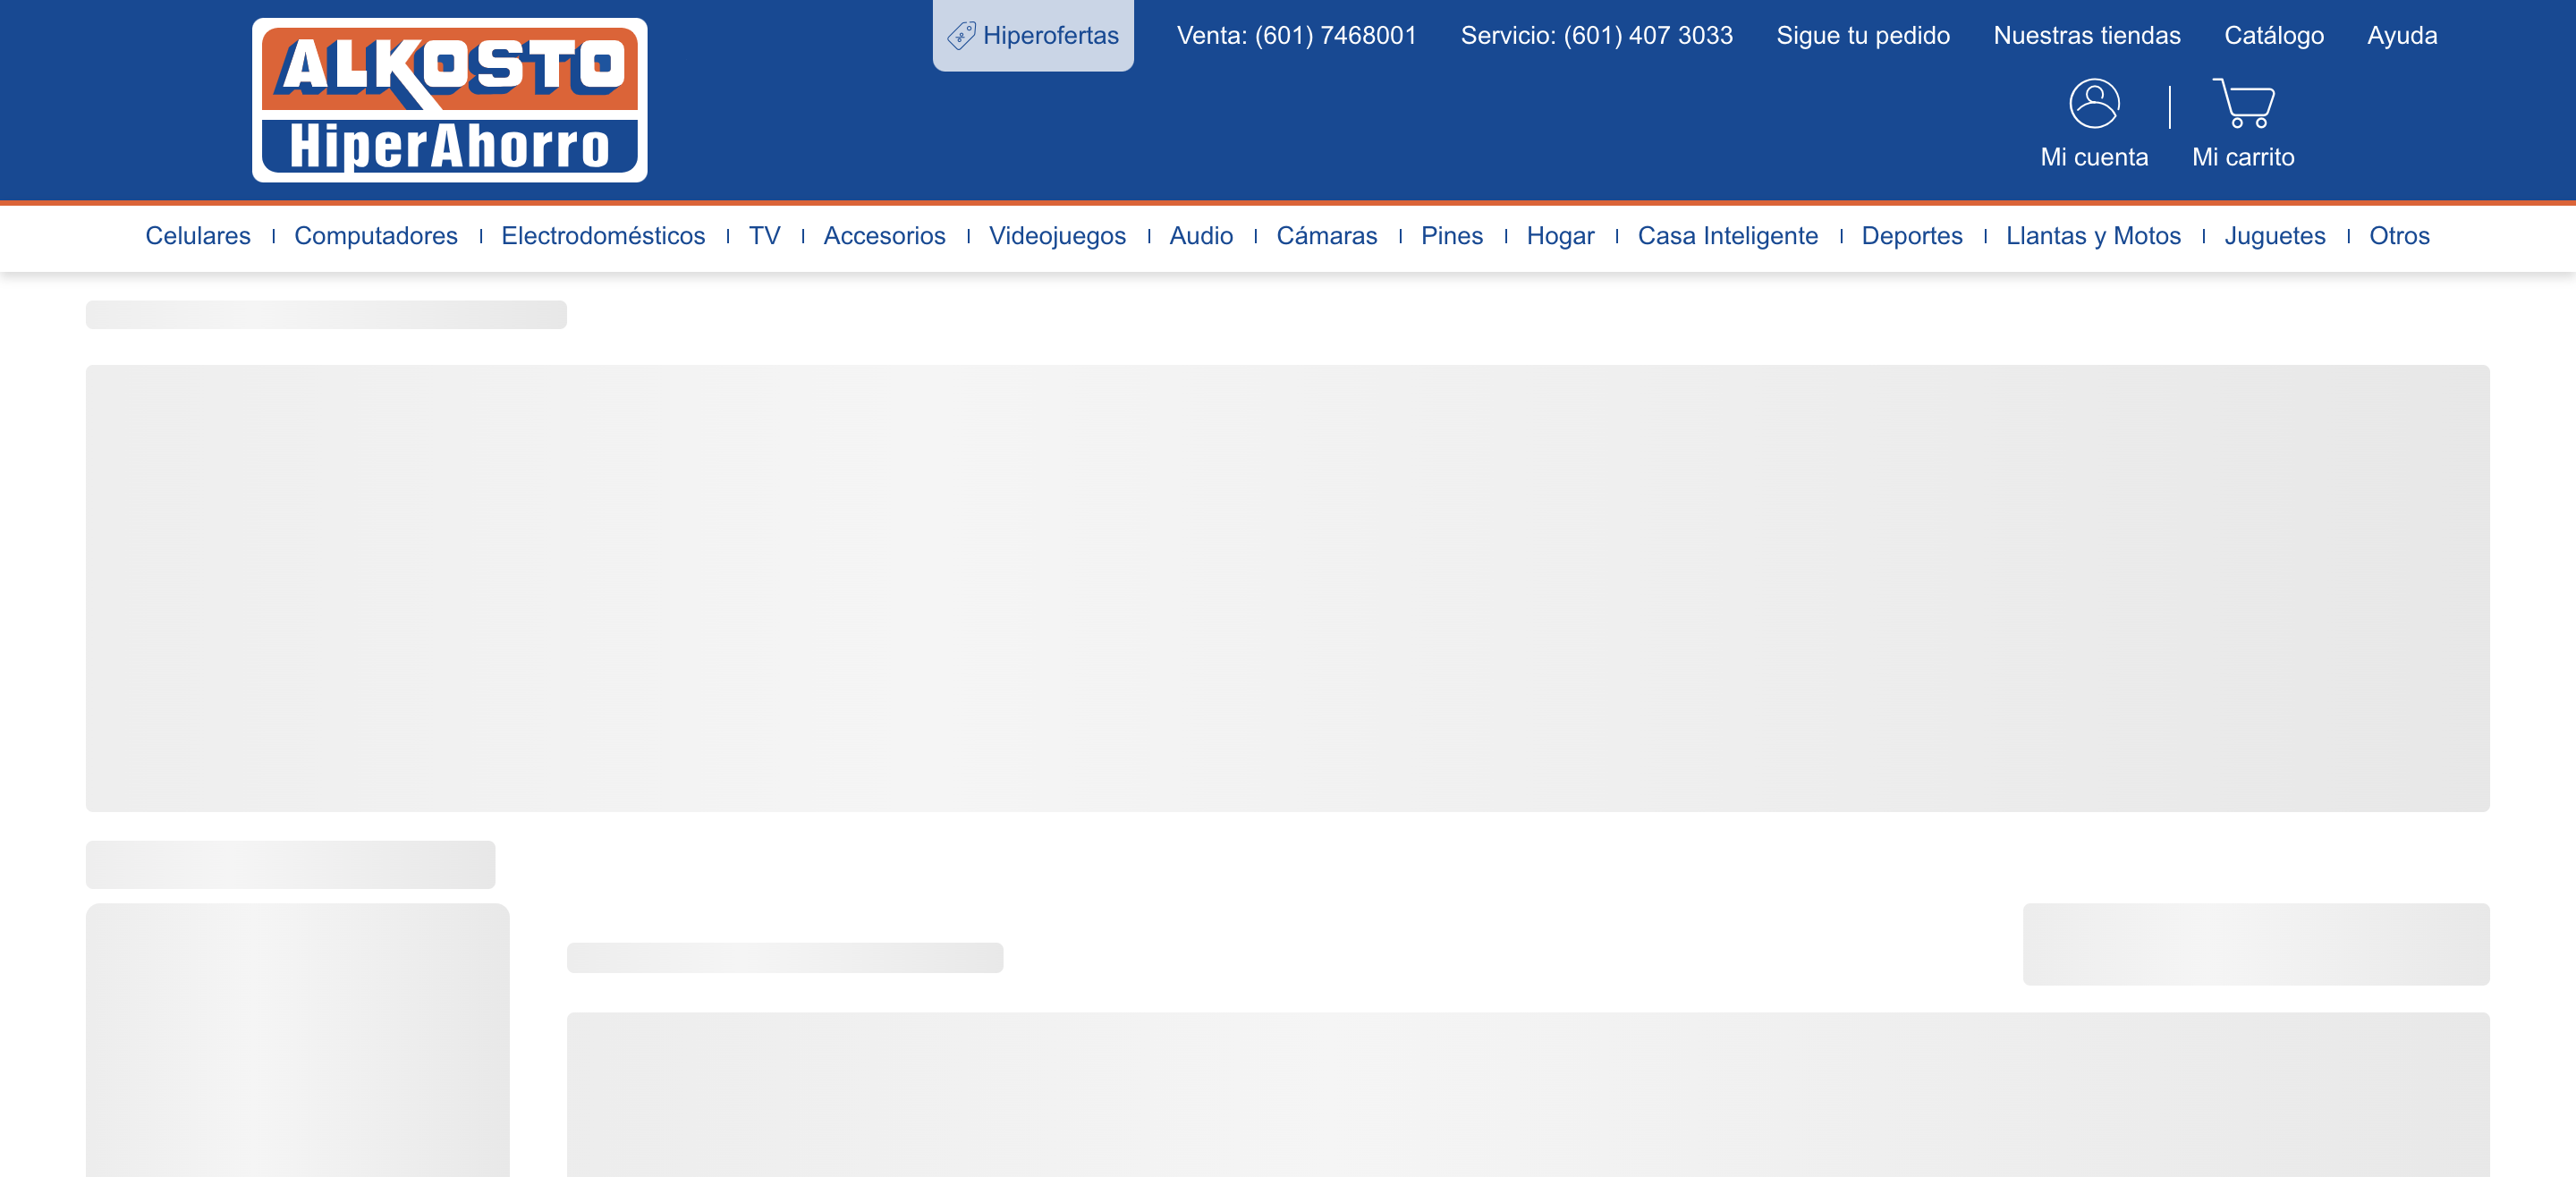 ALKOSTO
HiperAhorro
Hiperofertas Venta: (601) 7468001 Servicio: (601) 407 3033 Sigue tu pedido Nuestras tiendas Catálogo Ayuda
Mi cuenta Mi carrito
Celulares Computadores Electrodomésticos TV Accesorios Videojuegos Audio Cámaras Pines Hogar Casa Inteligente Deportes Llantas y Motos Juguetes Otros